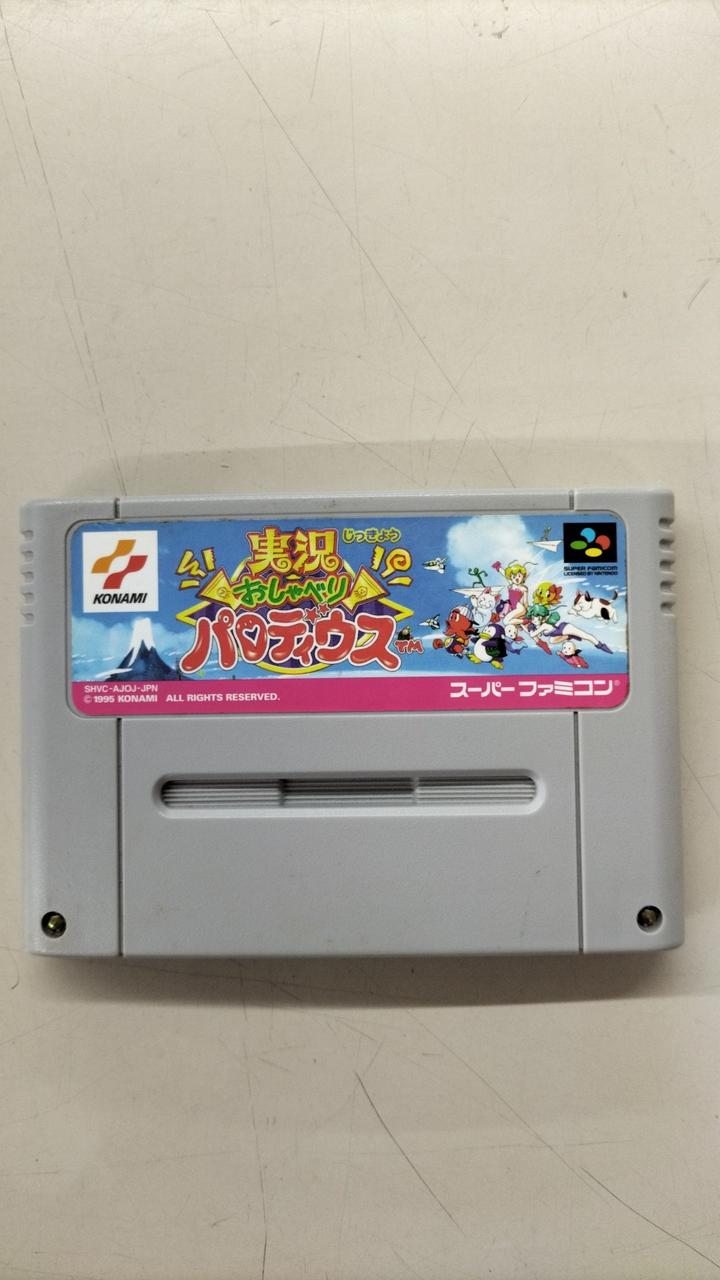 KONAMI
実況
じっきょう
おしゃべり
パロディウス™
SUPER FAMICOM
LICENSED BY NINTENDO
SHVC-AJOJ-JPN
© 1995 KONAMI ALL RIGHTS RESERVED.
スーパーファミコン®